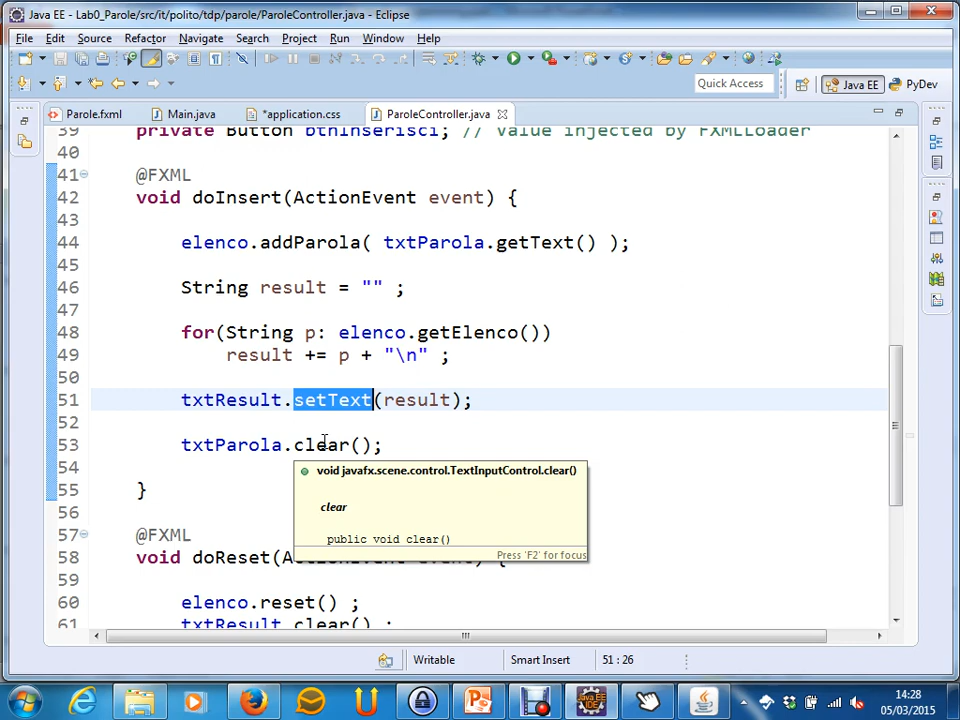 Java EE - Lab0_Parole/src/it/polito/tdp/parole/ParoleController.java - Eclipse
File Edit Source Refactor Navigate Search Project Run Window Help
Quick Access Java EE PyDev
Parole.fxml Main.java *application.css ParoleController.java
39 private Button btnInserisci; // Value injected by FXMLLoader
40
41 @FXML
42 void doInsert(ActionEvent event) {
43
44 elenco.addParola( txtParola.getText() );
45
46 String result = "" ;
47
48 for(String p: elenco.getElenco())
49 result += p + "\n" ;
50
51 txtResult.setText(result);
52
53 txtParola.clear();
54
void javafx.scene.control.TextInputControl.clear()
55 }
clear
56
57 @FXML
public void clear()
Press 'F2' for focus
58 void doReset(ActionEvent event) {
59
60 elenco.reset() ;
61 txtResult.clear() ;
Writable Smart Insert 51 : 26
14:28
05/03/2015